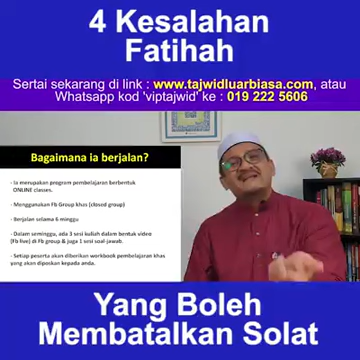 4 Kesalahan
Fatihah
Sertai sekarang di link : www.tajwidluarbiasa.com, atau
Whatsapp kod 'viptajwid' ke : 019 222 5606
Bagaimana ia berjalan?
- Ia merupakan program pembelajaran berbentuk
ONLINE classes.
- Menggunakan Fb Group khas (closed group)
- Berjalan selama 6 minggu
- Dalam seminggu, ada 3 sesi kuliah dalam bentuk video
(Fb live) di Fb group & juga 1 sesi soal-jawab.
- Setiap peserta akan diberikan workbook pembelajaran khas
yang akan diposkan kepada anda.
Yang Boleh
Membatalkan Solat